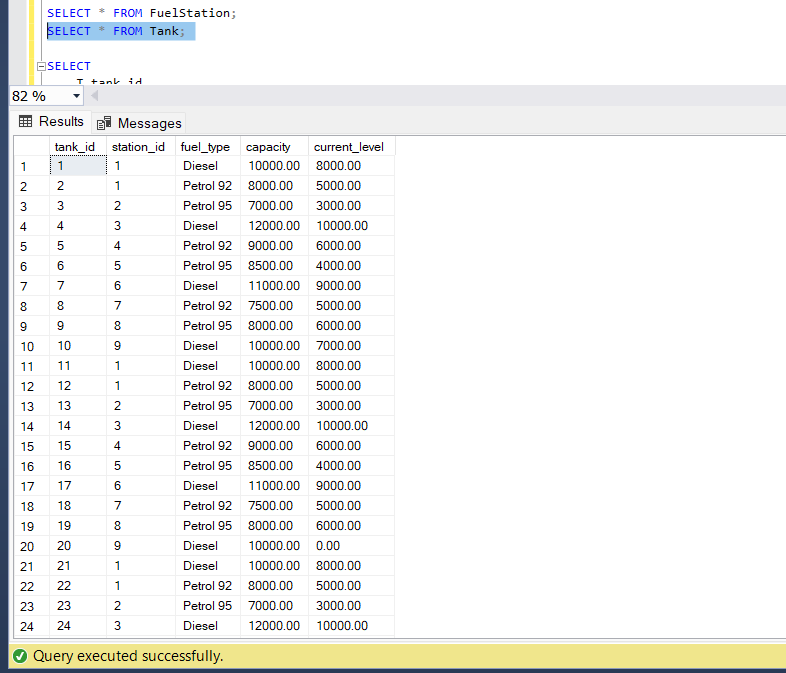 SELECT * FROM FuelStation;
SELECT * FROM Tank;
SELECT
T.tank_id
82 %
Results Messages
tank_id station_id fuel_type capacity current_level
1 1 1 Diesel 10000.00 8000.00
2 2 1 Petrol 92 8000.00 5000.00
3 3 2 Petrol 95 7000.00 3000.00
4 4 3 Diesel 12000.00 10000.00
5 5 4 Petrol 92 9000.00 6000.00
6 6 5 Petrol 95 8500.00 4000.00
7 7 6 Diesel 11000.00 9000.00
8 8 7 Petrol 92 7500.00 5000.00
9 9 8 Petrol 95 8000.00 6000.00
10 10 9 Diesel 10000.00 7000.00
11 11 1 Diesel 10000.00 8000.00
12 12 1 Petrol 92 8000.00 5000.00
13 13 2 Petrol 95 7000.00 3000.00
14 14 3 Diesel 12000.00 10000.00
15 15 4 Petrol 92 9000.00 6000.00
16 16 5 Petrol 95 8500.00 4000.00
17 17 6 Diesel 11000.00 9000.00
18 18 7 Petrol 92 7500.00 5000.00
19 19 8 Petrol 95 8000.00 6000.00
20 20 9 Diesel 10000.00 0.00
21 21 1 Diesel 10000.00 8000.00
22 22 1 Petrol 92 8000.00 5000.00
23 23 2 Petrol 95 7000.00 3000.00
24 24 3 Diesel 12000.00 10000.00
Query executed successfully.